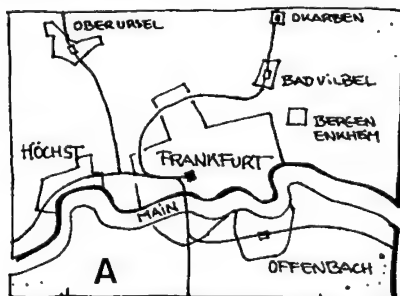 OBERURSEL
OKARBEN
BAD VILBEL
BERGEN
ENKHEIM
HÖCHST
FRANKFURT
MAIN
A
OFFENBACH